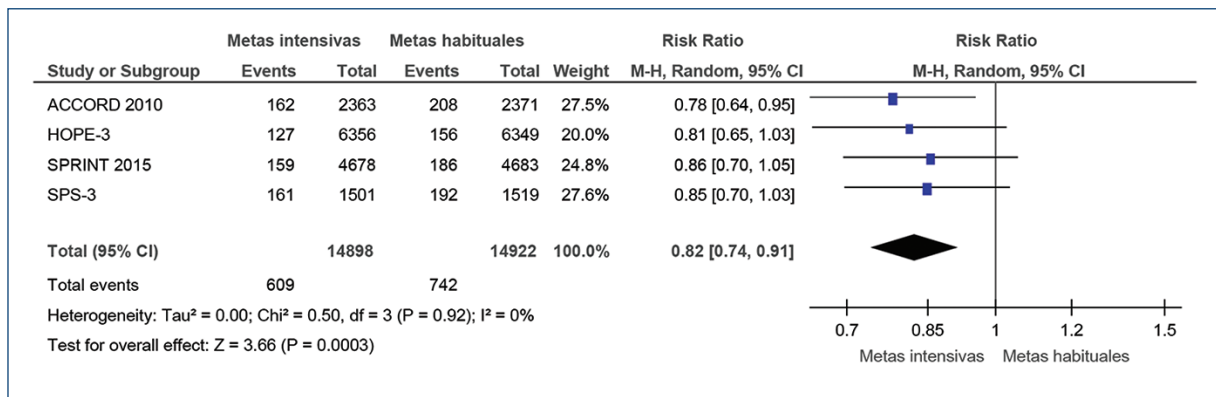 Metas intensivas Metas habituales Risk Ratio Risk Ratio
Study or Subgroup Events Total Events Total Weight M-H, Random, 95% CI M-H, Random, 95% CI
ACCORD 2010 162 2363 208 2371 27.5% 0.78 [0.64, 0.95]
HOPE-3 127 6356 156 6349 20.0% 0.81 [0.65, 1.03]
SPRINT 2015 159 4678 186 4683 24.8% 0.86 [0.70, 1.05]
SPS-3 161 1501 192 1519 27.6% 0.85 [0.70, 1.03]
Total (95% CI) 14898 14922 100.0% 0.82 [0.74, 0.91]
Total events 609 742
Heterogeneity: Tau² = 0.00; Chi² = 0.50, df = 3 (P = 0.92); I² = 0%
Test for overall effect: Z = 3.66 (P = 0.0003)
0.7 0.85 1 1.2 1.5
Metas intensivas Metas habituales